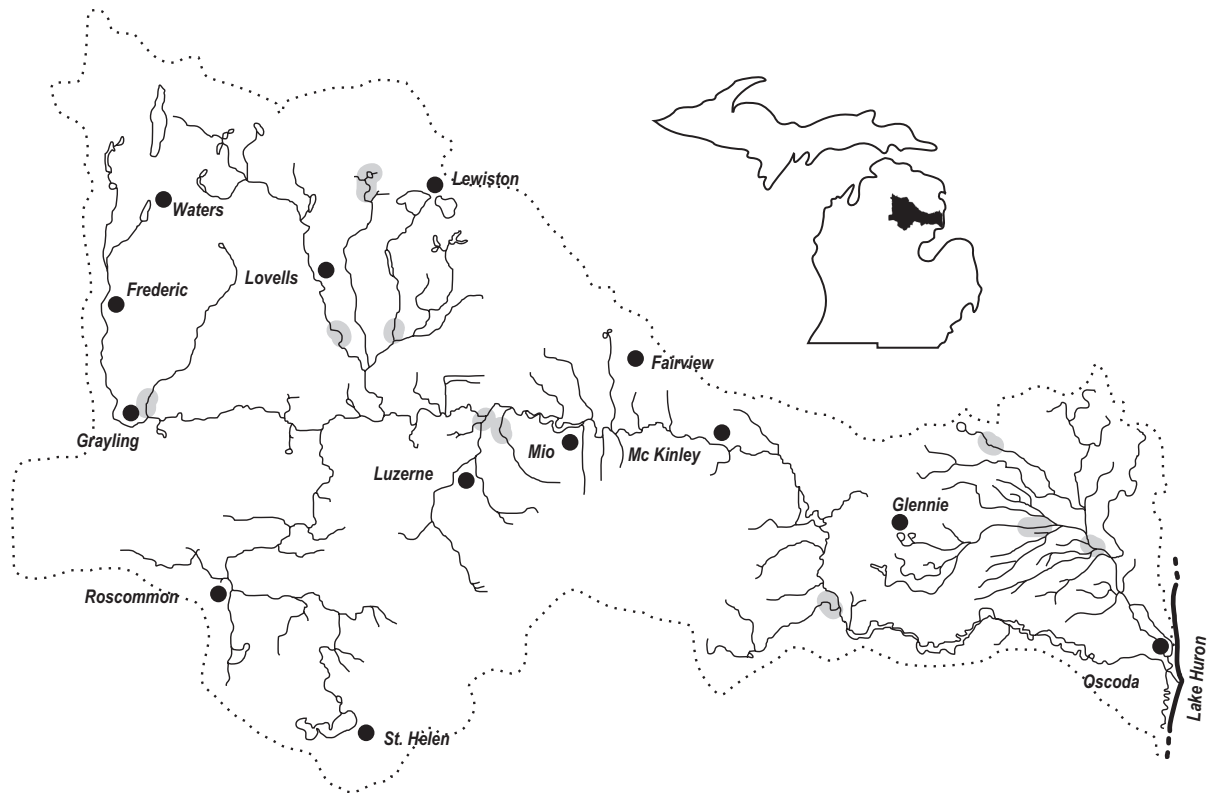 Lewiston
Waters
Lovells
Frederic
Fairview
Grayling
Mio
Mc Kinley
Luzerne
Glennie
Roscommon
Oscoda
Lake Huron
St. Helen